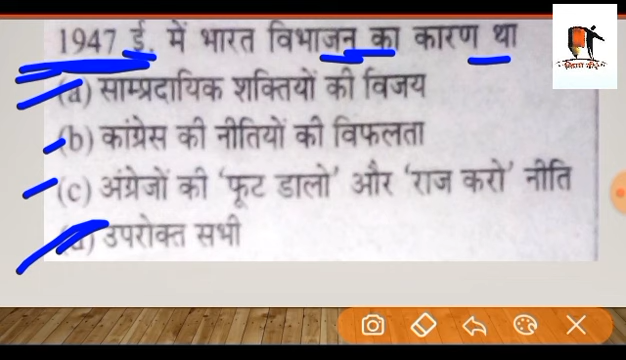 1947 ई. में भारत विभाजन का कारण था
(a) साम्प्रदायिक शक्तियों की विजय
(b) कांग्रेस की नीतियों की विफलता
(c) अंग्रेजों की 'फूट डालो' और 'राज करो' नीति
(d) उपरोक्त सभी